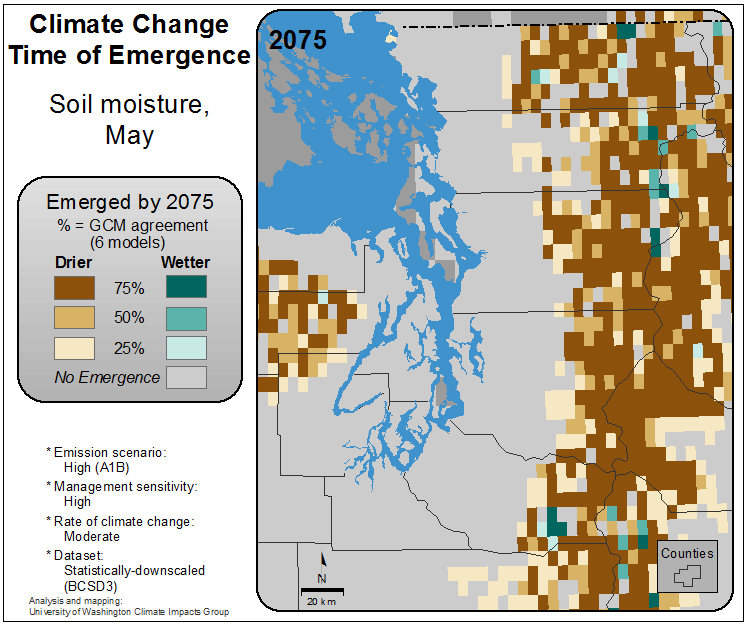 Climate Change
Time of Emergence
Soil moisture,
May
Emerged by 2075
% = GCM agreement
(6 models)
Drier Wetter
75%
50%
25%
No Emergence
* Emission scenario:
High (A1B)
* Management sensitivity:
High
* Rate of climate change:
Moderate
* Dataset:
Statistically-downscaled
(BCSD3)
Analysis and mapping:
University of Washington Climate Impacts Group
2075
N
20 km
Counties